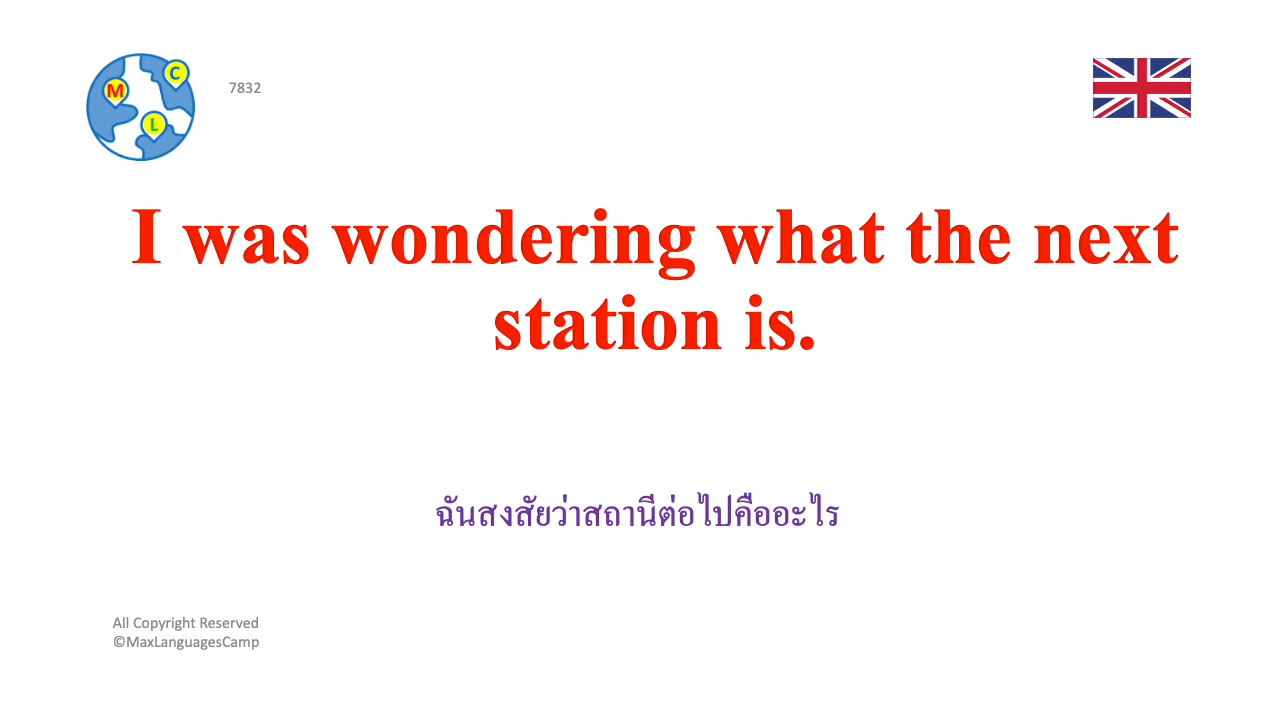 M
C
L
7832
I was wondering what the next
station is.
ฉันสงสัยว่าสถานีต่อไปคืออะไร
All Copyright Reserved
©MaxLanguagesCamp